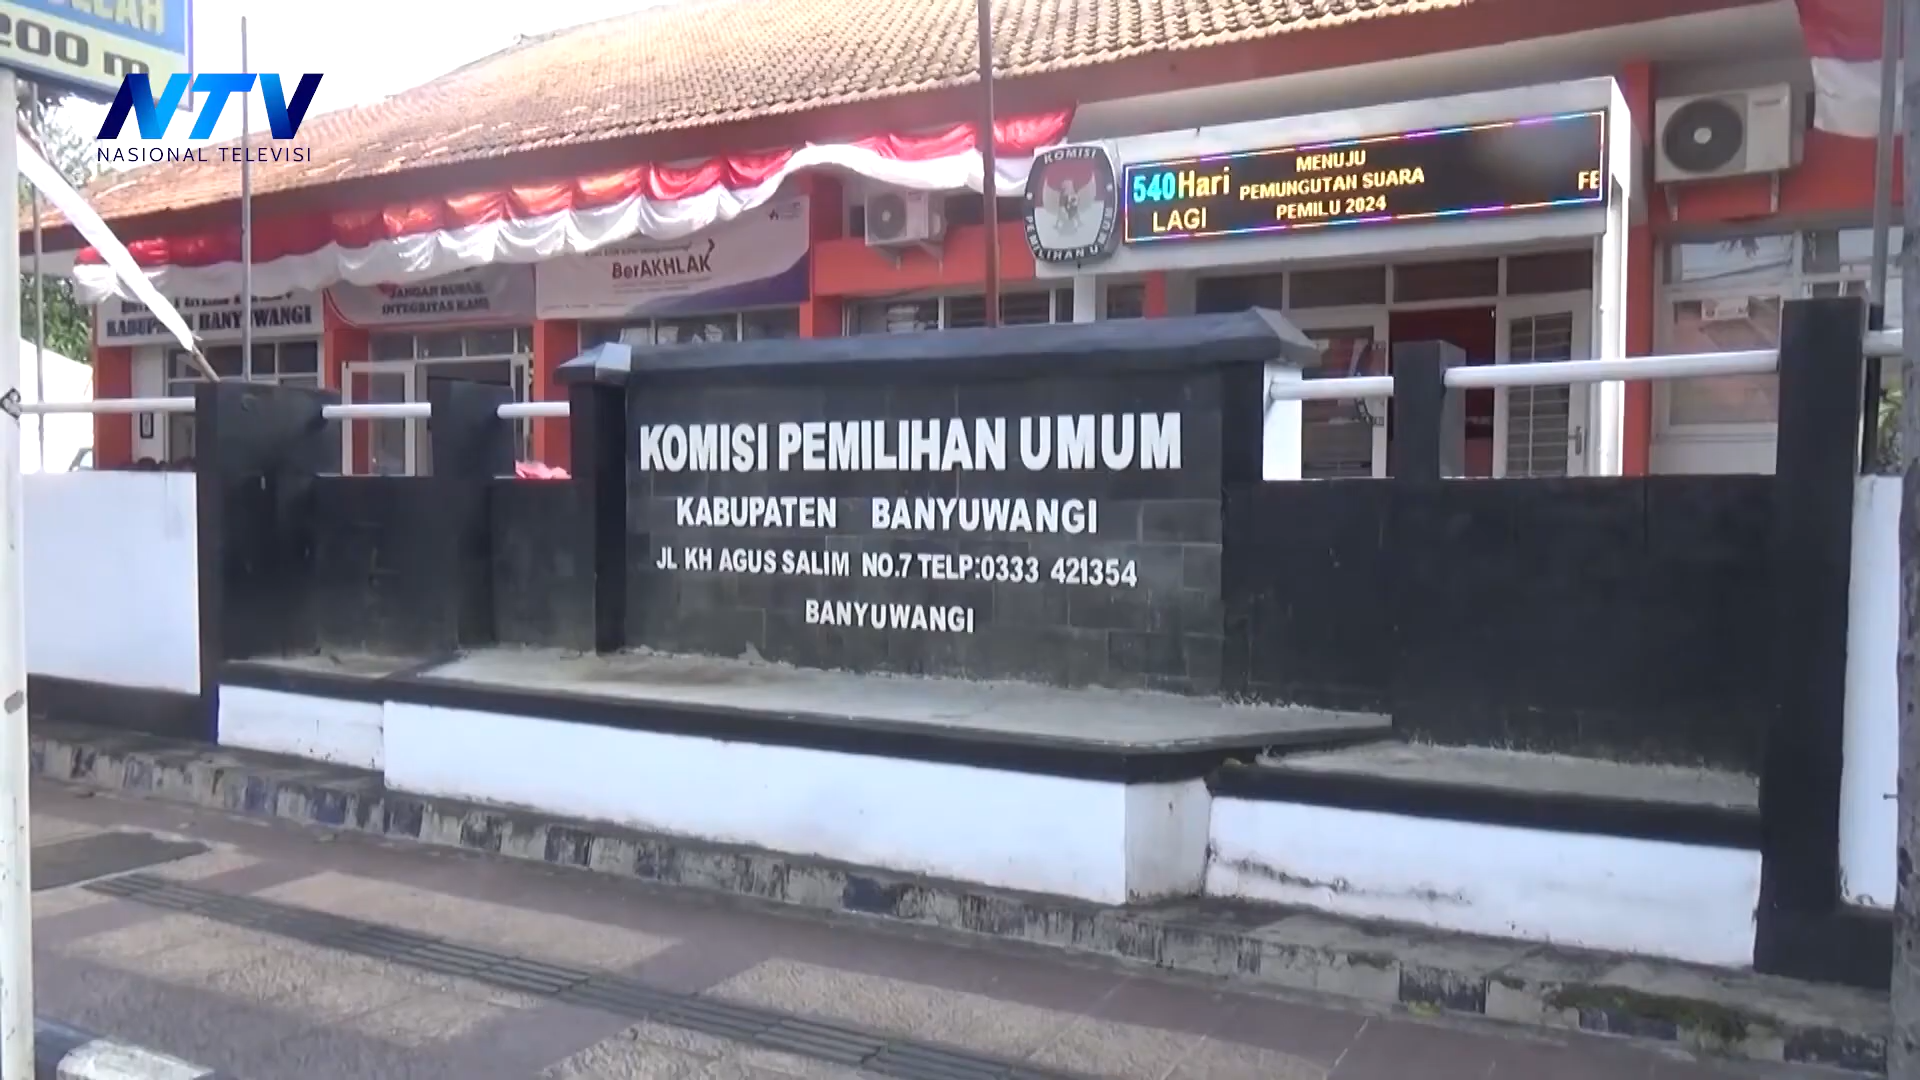 200 m
NTV
NASIONAL TELEVISI
KOMISI
PEMILIHAN UMUM
540 Hari
LAGI
MENUJU
PEMUNGUTAN SUARA
PEMILU 2024
FE
BerAKHLAK
INTEGRITAS KAMI
KABUPATEN BANYUWANGI
KOMISI PEMILIHAN UMUM
KABUPATEN BANYUWANGI
JL KH AGUS SALIM NO.7 TELP:0333 421354
BANYUWANGI